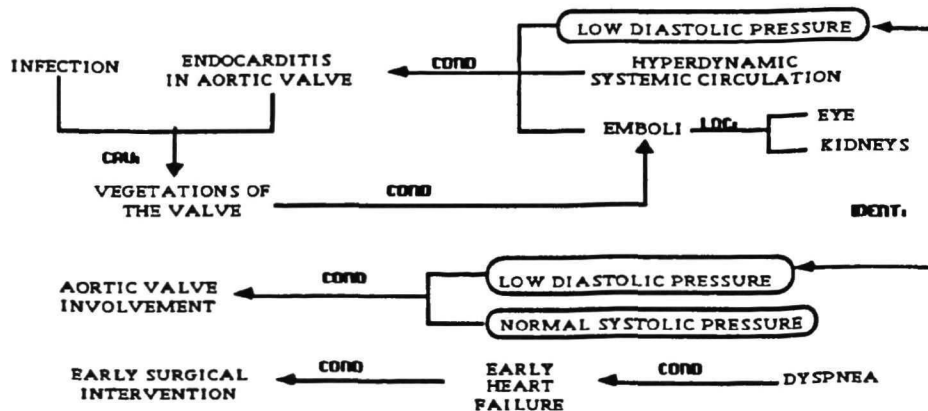 LOW DIASTOLIC PRESSURE
INFECTION
ENDOCARDITIS
IN AORTIC VALVE
COND
HYPERDYNAMIC
SYSTEMIC CIRCULATION
EMBOLI
LOC:
EYE
KIDNEYS
CAU:
VEGETATIONS OF
THE VALVE
COND
IDENT:
AORTIC VALVE
INVOLVEMENT
COND
LOW DIASTOLIC PRESSURE
NORMAL SYSTOLIC PRESSURE
EARLY SURGICAL
INTERVENTION
COND
EARLY
HEART
FAILURE
COND
DYSPNEA